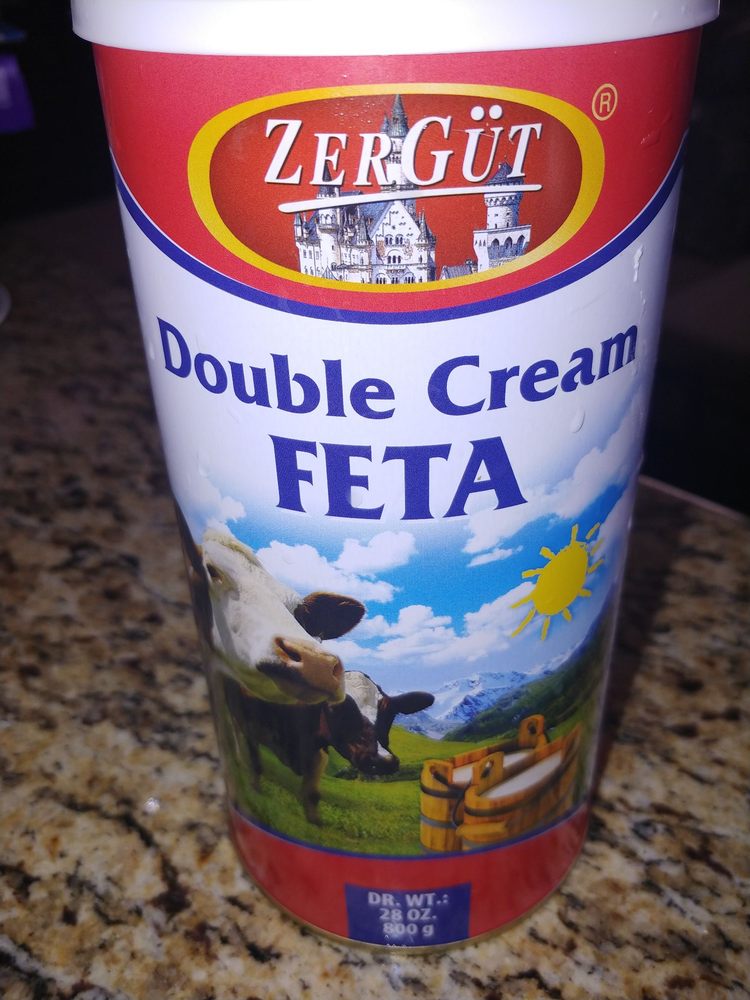 ZERGÜT
®
Double Cream
FETA
DR. WT.:
28 OZ.
800 g